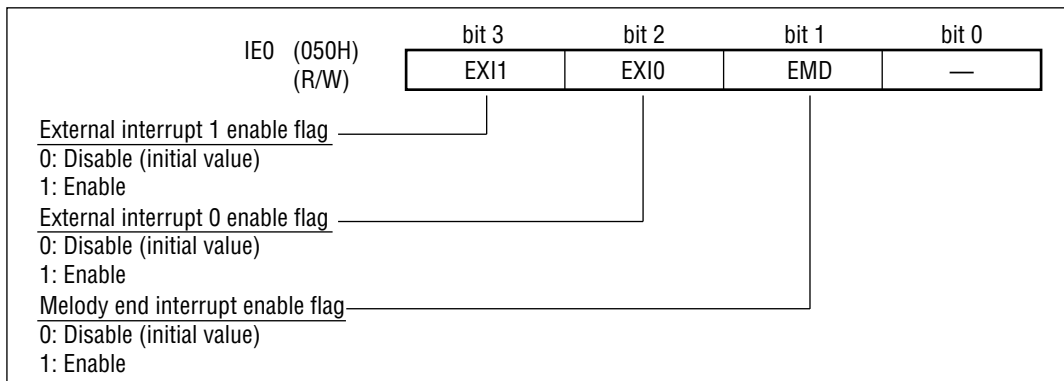 bit 3 bit 2 bit 1 bit 0
IE0 (050H)
(R/W)
EXI1 EXI0 EMD —
External interrupt 1 enable flag
0: Disable (initial value)
1: Enable
External interrupt 0 enable flag
0: Disable (initial value)
1: Enable
Melody end interrupt enable flag
0: Disable (initial value)
1: Enable